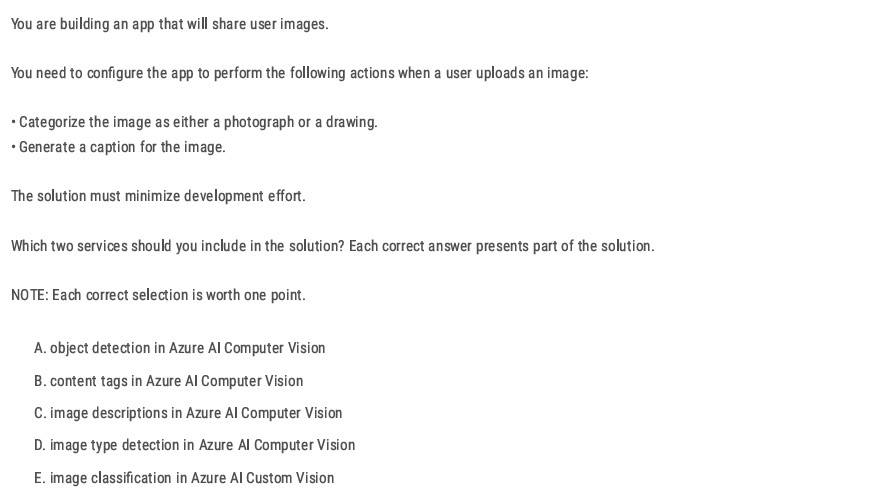 You are building an app that will share user images.
You need to configure the app to perform the following actions when a user uploads an image:
• Categorize the image as either a photograph or a drawing.
• Generate a caption for the image.
The solution must minimize development effort.
Which two services should you include in the solution? Each correct answer presents part of the solution.
NOTE: Each correct selection is worth one point.
A. object detection in Azure AI Computer Vision
B. content tags in Azure AI Computer Vision
C. image descriptions in Azure AI Computer Vision
D. image type detection in Azure AI Computer Vision
E. image classification in Azure AI Custom Vision